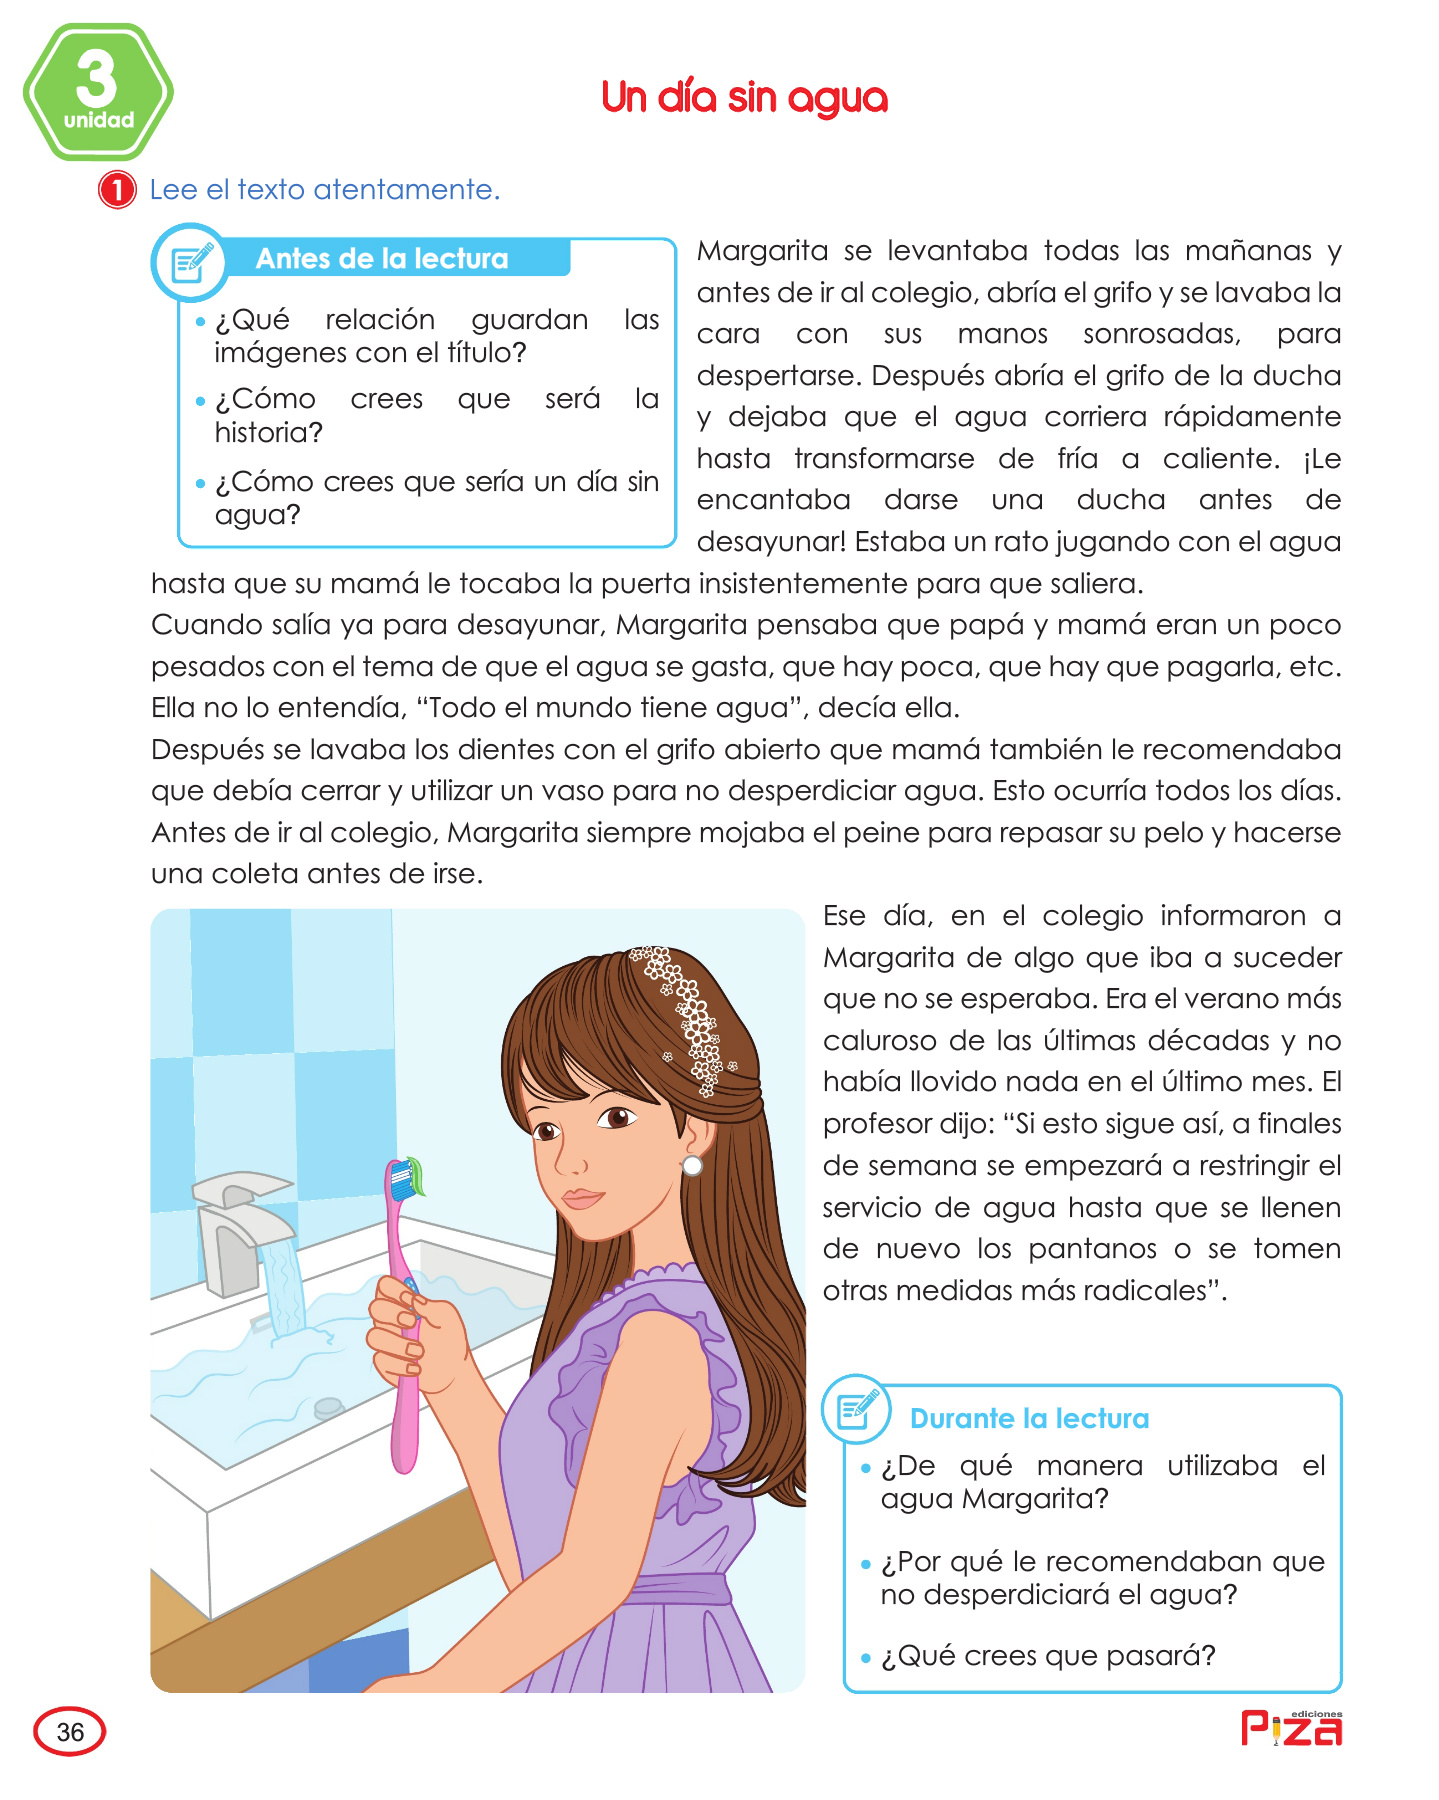 3
unidad
Un día sin agua
1 Lee el texto atentamente.
Antes de la lectura
• ¿Qué relación guardan las
imágenes con el título?
• ¿Cómo crees que será la
historia?
• ¿Cómo crees que sería un día sin
agua?
Margarita se levantaba todas las mañanas y
antes de ir al colegio, abría el grifo y se lavaba la
cara con sus manos sonrosadas, para
despertarse. Después abría el grifo de la ducha
y dejaba que el agua corriera rápidamente
hasta transformarse de fría a caliente. ¡Le
encantaba darse una ducha antes de
desayunar! Estaba un rato jugando con el agua
hasta que su mamá le tocaba la puerta insistentemente para que saliera.
Cuando salía ya para desayunar, Margarita pensaba que papá y mamá eran un poco
pesados con el tema de que el agua se gasta, que hay poca, que hay que pagarla, etc.
Ella no lo entendía, “Todo el mundo tiene agua”, decía ella.
Después se lavaba los dientes con el grifo abierto que mamá también le recomendaba
que debía cerrar y utilizar un vaso para no desperdiciar agua. Esto ocurría todos los días.
Antes de ir al colegio, Margarita siempre mojaba el peine para repasar su pelo y hacerse
una coleta antes de irse.
Ese día, en el colegio informaron a
Margarita de algo que iba a suceder
que no se esperaba. Era el verano más
caluroso de las últimas décadas y no
había llovido nada en el último mes. El
profesor dijo: “Si esto sigue así, a finales
de semana se empezará a restringir el
servicio de agua hasta que se llenen
de nuevo los pantanos o se tomen
otras medidas más radicales”.
Durante la lectura
• ¿De qué manera utilizaba el
agua Margarita?
• ¿Por qué le recomendaban que
no desperdiciará el agua?
• ¿Qué crees que pasará?
36
ediciones
Piza